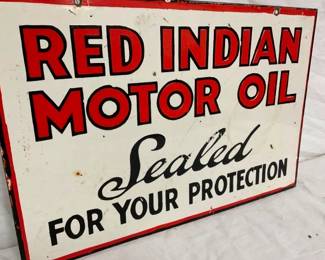 RED INDIAN
MOTOR OIL
Sealed
FOR YOUR PROTECTION